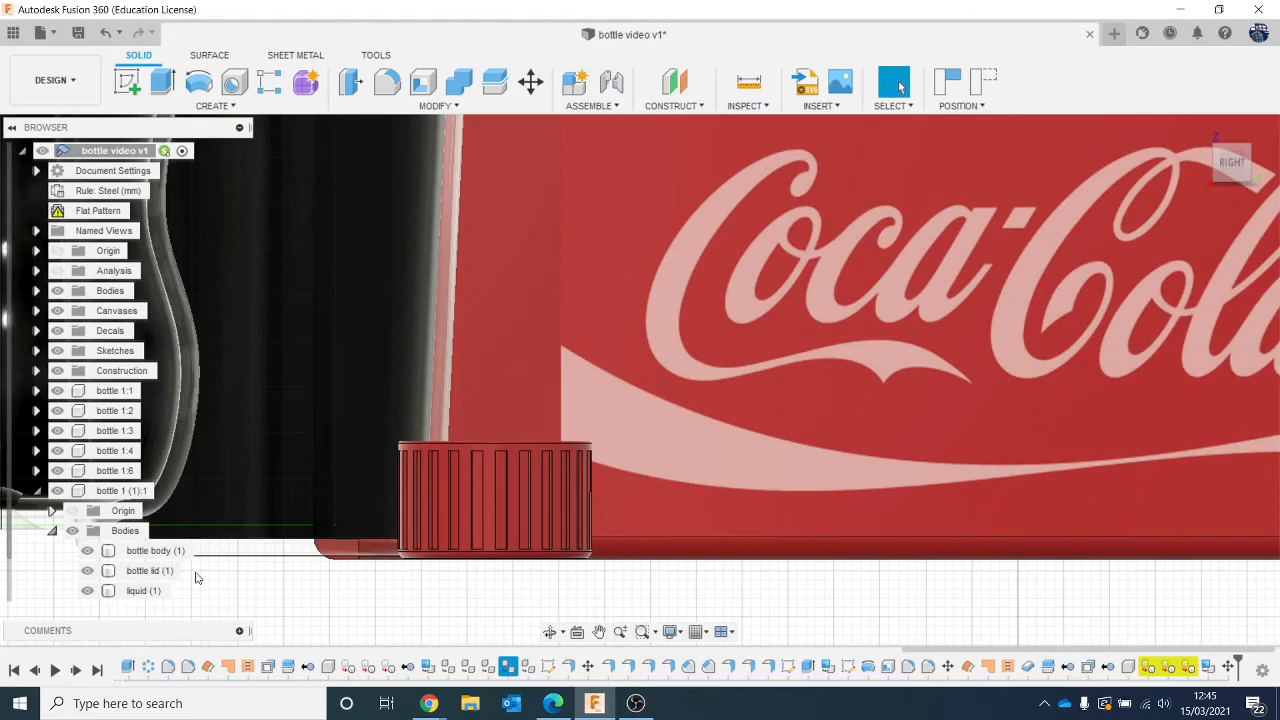 Autodesk Fusion 360 (Education License)
bottle video v1*
SOLID SURFACE SHEET METAL TOOLS
DESIGN
CREATE MODIFY ASSEMBLE CONSTRUCT INSPECT INSERT SELECT POSITION
BROWSER
bottle video v1
Document Settings
Rule: Steel (mm)
Flat Pattern
Named Views
Origin
Analysis
Bodies
Canvases
Decals
Sketches
Construction
bottle 1:1
bottle 1:2
bottle 1:3
bottle 1:4
bottle 1:6
bottle 1 (1):1
Origin
Bodies
bottle body (1)
bottle lid (1)
liquid (1)
Z
RIGHT
Coca-Col
COMMENTS
Type here to search
12:45
15/03/2021
22